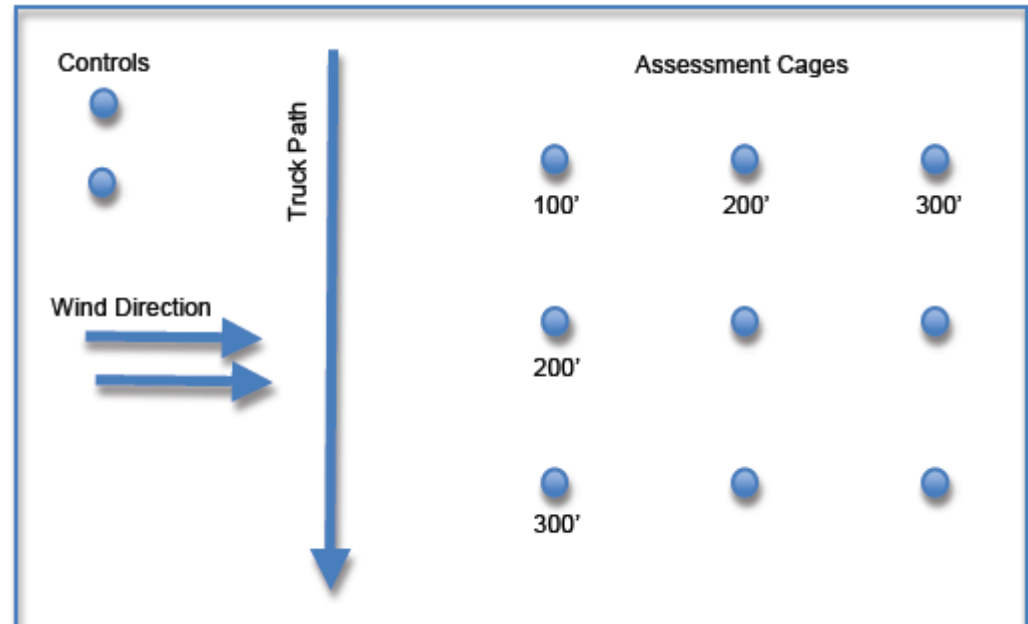 Controls
Assessment Cages
Truck Path
100’
200’
300’
Wind Direction
200’
300’